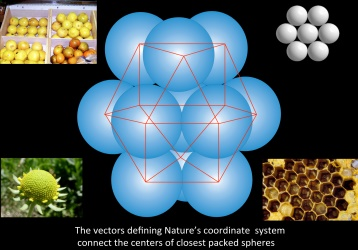 The vectors defining Nature's coordinate system
connect the centers of closest packed spheres